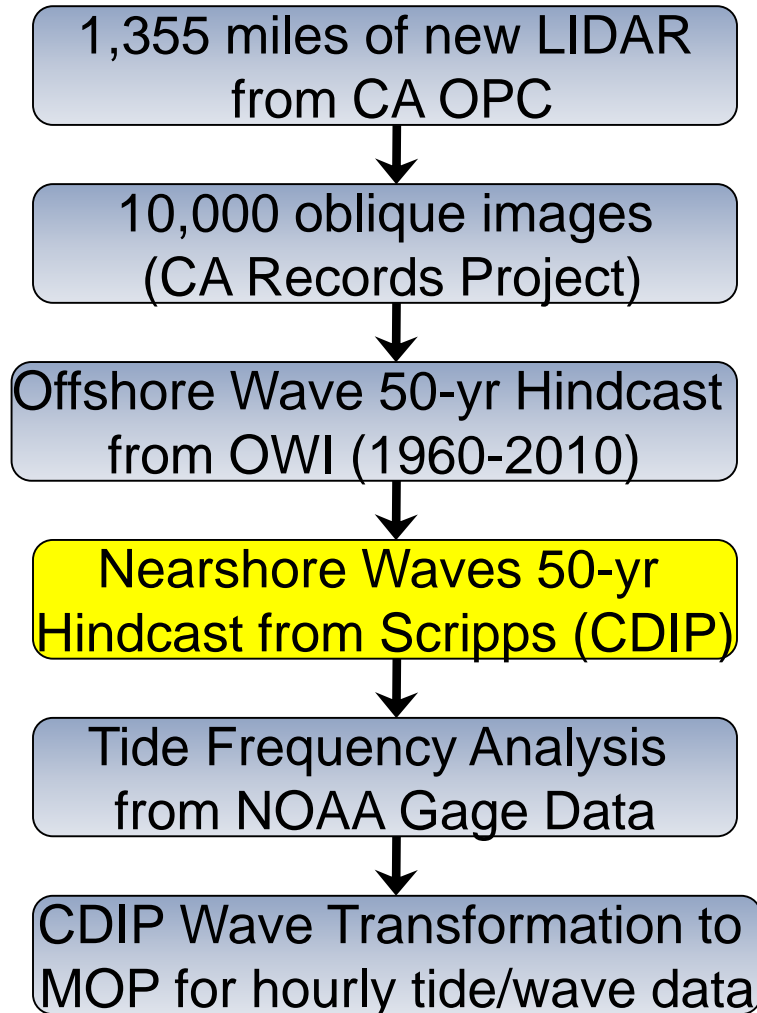 1,355 miles of new LIDAR
from CA OPC
10,000 oblique images
(CA Records Project)
Offshore Wave 50-yr Hindcast
from OWI (1960-2010)
Nearshore Waves 50-yr
Hindcast from Scripps (CDIP)
Tide Frequency Analysis
from NOAA Gage Data
CDIP Wave Transformation to
MOP for hourly tide/wave data